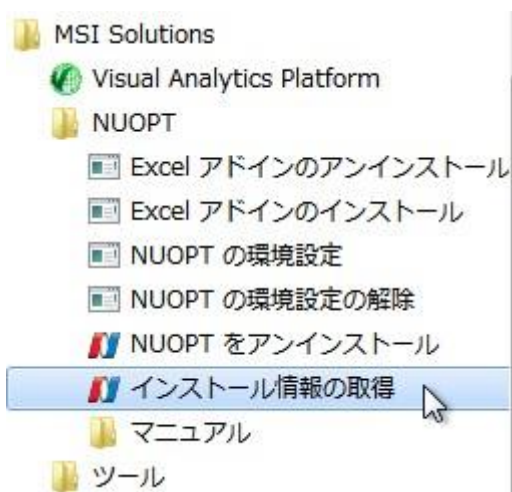 MSI Solutions
Visual Analytics Platform
NUOPT
Excel アドインのアンインストール
Excel アドインのインストール
NUOPT の環境設定
NUOPT の環境設定の解除
NUOPT をアンインストール
インストール情報の取得
マニュアル
ツール